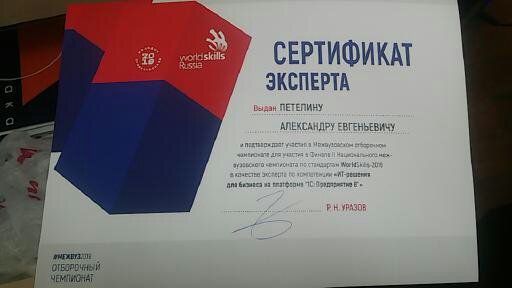 2018
worldskills
Russia
СЕРТИФИКАТ
ЭКСПЕРТА
Выдан ПЕТЕЛИНУ
АЛЕКСАНДРУ ЕВГЕНЬЕВИЧУ
и подтверждает участие в Межвузовском отборочном
чемпионате для участия в Финале II Национального меж-
вузовского чемпионата по стандартам WorldSkills-2018
в качестве эксперта по компетенции «ИТ-решения
для бизнеса на платформе "1С: Предприятие 8"»
Р. Н. УРАЗОВ
#МЕЖВУЗ2018
ОТБОРОЧНЫЙ
ЧЕМПИОНАТ